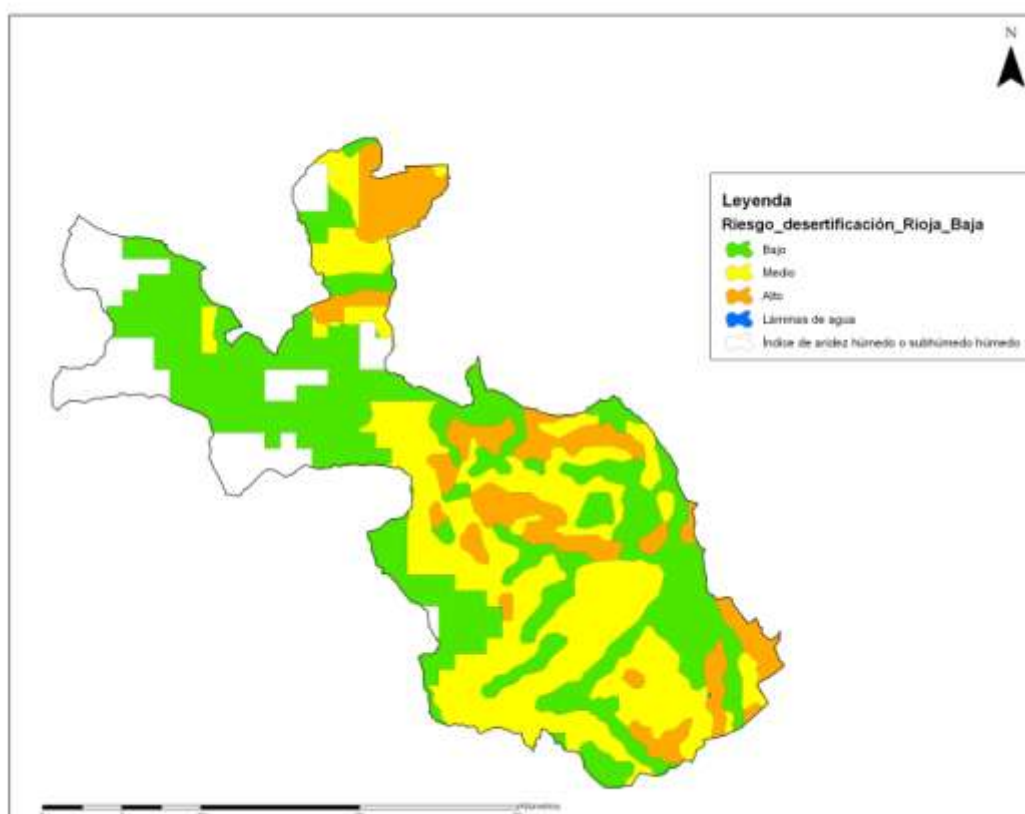 N
Leyenda
Riesgo_desertificación_Rioja_Baja
Bajo
Medio
Alto
Láminas de agua
Índice de aridez húmedo o subhúmedo húmedo